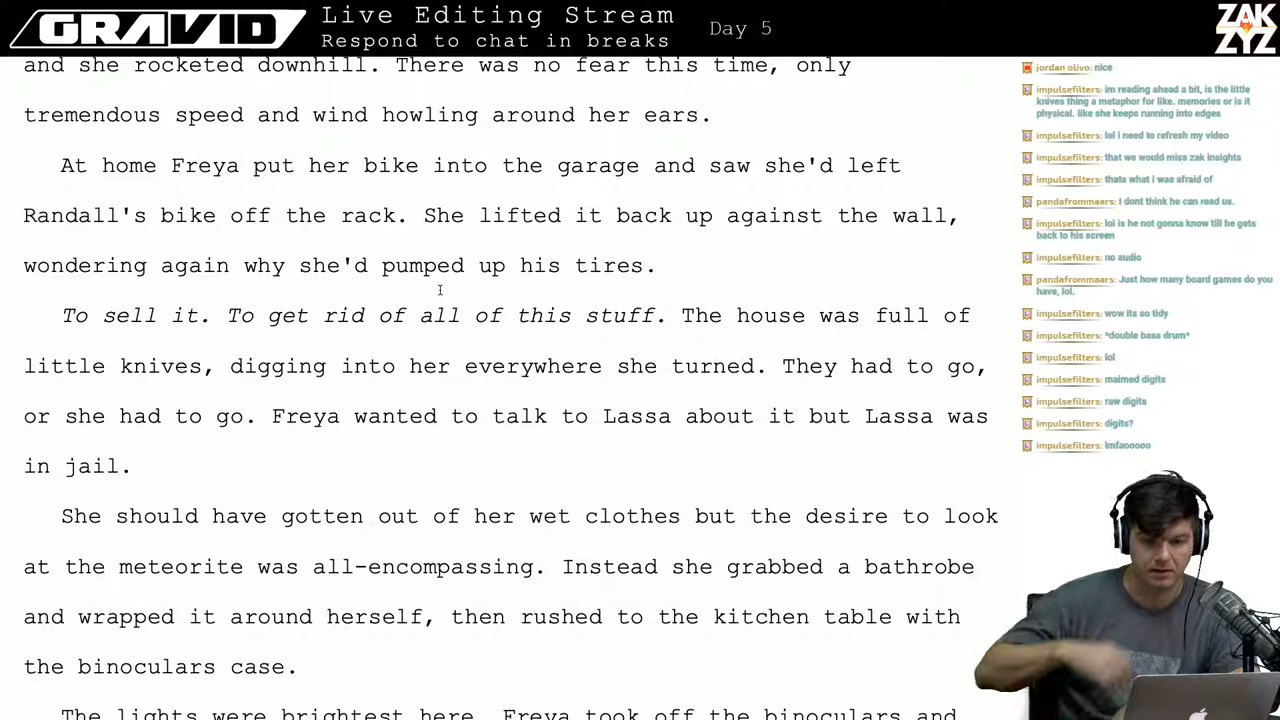 GRAVID
Live Editing Stream
Respond to chat in breaks
Day 5
ZAK
ZYZ
and she rocketed downhill. There was no fear this time, only
tremendous speed and wind howling around her ears.
At home Freya put her bike into the garage and saw she'd left
Randall's bike off the rack. She lifted it back up against the wall,
wondering again why she'd pumped up his tires.
To sell it. To get rid of all of this stuff. The house was full of
little knives, digging into her everywhere she turned. They had to go,
or she had to go. Freya wanted to talk to Lassa about it but Lassa was
in jail.
She should have gotten out of her wet clothes but the desire to look
at the meteorite was all-encompassing. Instead she grabbed a bathrobe
and wrapped it around herself, then rushed to the kitchen table with
the binoculars case.
The lights were brightest here. Freya took off the binoculars and
jordan olivo: nice
impulsefilters: im reading ahead a bit, is the little
knives thing a metaphor for like. memories or is it
physical. like she keeps running into edges
impulsefilters: lol i need to refresh my video
impulsefilters: that we would miss zak insights
impulsefilters: thats what i was afraid of
pandafrommaars: I dont think he can read us.
impulsefilters: lol is he not gonna know till he gets
back to his screen
impulsefilters: no audio
pandafrommaars: Just how many board games do you
have, lol.
impulsefilters: wow its so tidy
impulsefilters: *double bass drum*
impulsefilters: lol
impulsefilters: maimed digits
impulsefilters: raw digits
impulsefilters: digits?
impulsefilters: lmfaooooo